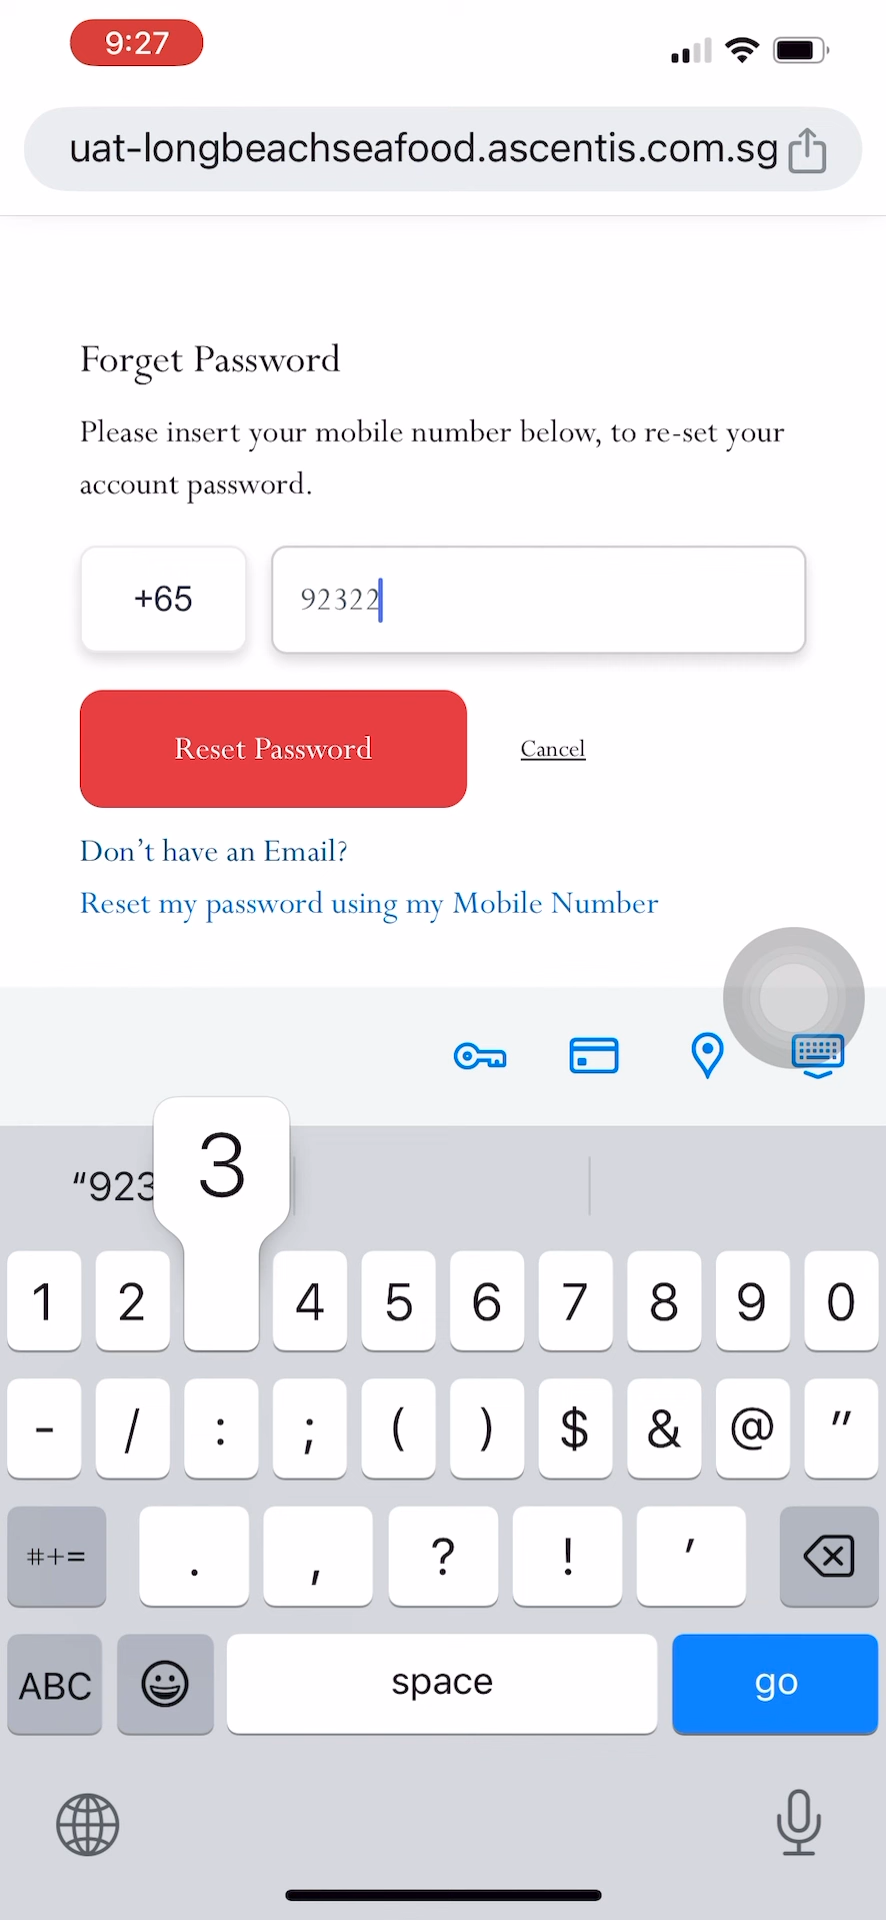 9:27
uat-longbeachseafood.ascentis.com.sg
Forget Password
Please insert your mobile number below, to re-set your
account password.
+65
92322
Reset Password
Cancel
Don't have an Email?
Reset my password using my Mobile Number
"923
3
1 2 4 5 6 7 8 9 0
- / : ; ( ) $ & @ "
#+= . , ? ! '
ABC space go